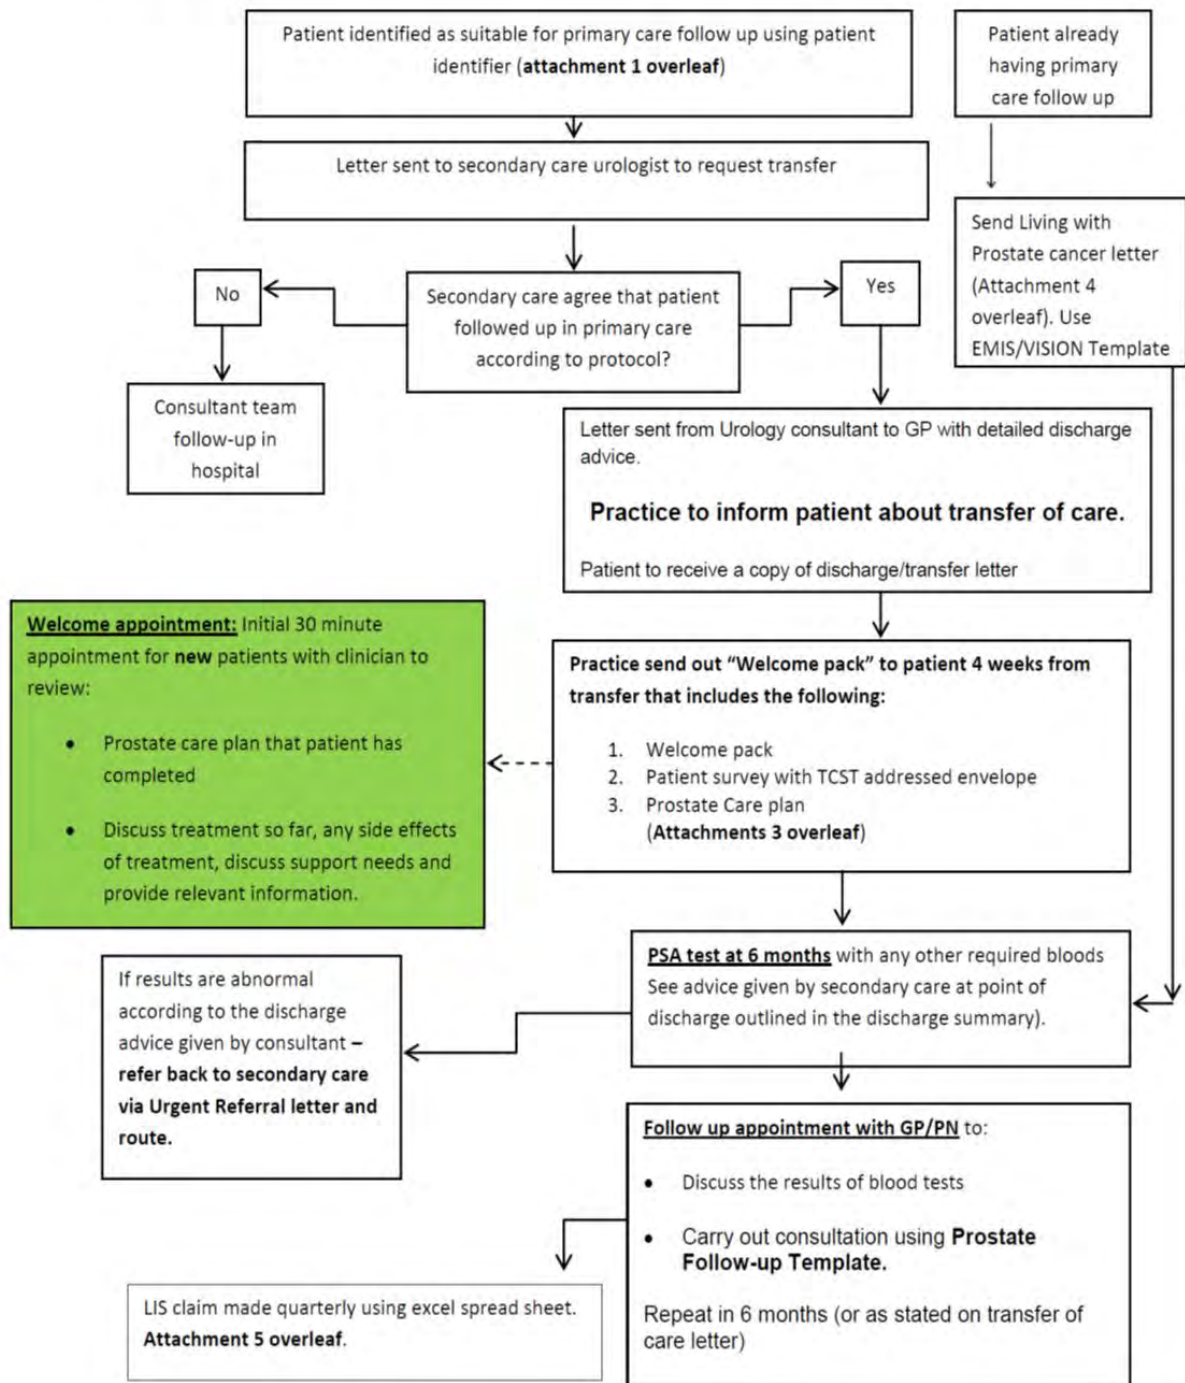 Patient identified as suitable for primary care follow up using patient
identifier (attachment 1 overleaf)
Patient already
having primary
care follow up
Letter sent to secondary care urologist to request transfer
Send Living with
Prostate cancer letter
(Attachment 4
overleaf). Use
EMIS/VISION Template
No
Secondary care agree that patient
followed up in primary care
according to protocol?
Yes
Consultant team
follow-up in
hospital
Letter sent from Urology consultant to GP with detailed discharge
advice.
Practice to inform patient about transfer of care.
Patient to receive a copy of discharge/transfer letter
Welcome appointment: Initial 30 minute
appointment for new patients with clinician to
review:
• Prostate care plan that patient has
completed
• Discuss treatment so far, any side effects
of treatment, discuss support needs and
provide relevant information.
Practice send out “Welcome pack” to patient 4 weeks from
transfer that includes the following:
1. Welcome pack
2. Patient survey with TCST addressed envelope
3. Prostate Care plan
(Attachments 3 overleaf)
PSA test at 6 months with any other required bloods
See advice given by secondary care at point of
discharge outlined in the discharge summary).
If results are abnormal
according to the discharge
advice given by consultant –
refer back to secondary care
via Urgent Referral letter and
route.
Follow up appointment with GP/PN to:
• Discuss the results of blood tests
• Carry out consultation using Prostate
Follow-up Template.
Repeat in 6 months (or as stated on transfer of
care letter)
LIS claim made quarterly using excel spread sheet.
Attachment 5 overleaf.